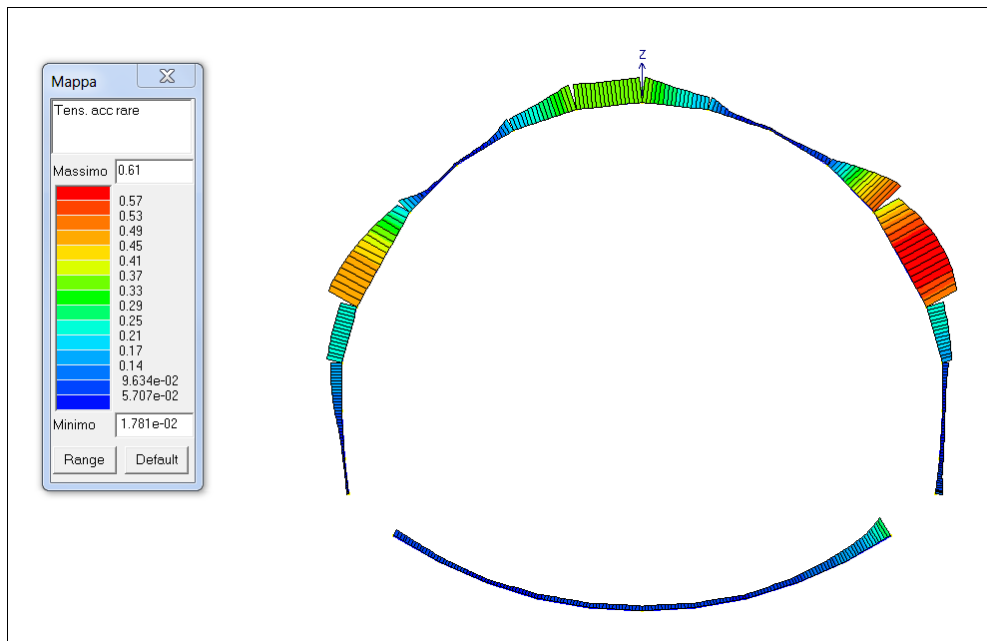 Mappa
Tens. acc rare
Massimo 0.61
0.57
0.53
0.49
0.45
0.41
0.37
0.33
0.29
0.25
0.21
0.17
0.14
9.634e-02
5.707e-02
Minimo 1.781e-02
Range Default
Z